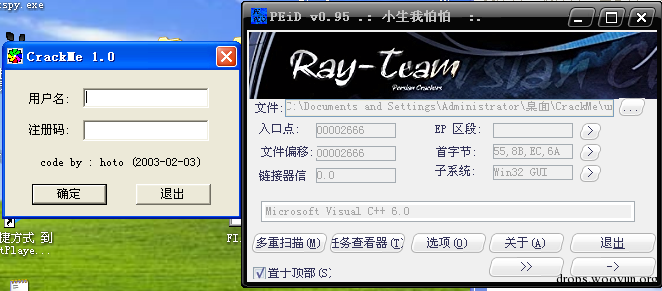 spy.exe
CrackMe 1.0
用户名:
注册码:
code by : hoto (2003-02-03)
确定
退出
捷方式 到
tPlaye...
FI
PEiD v0.95 .: 小生我怕怕 :.
Ray-Team
Persian Crackers
文件: C:\Documents and Settings\Administrator\桌面\CrackMe\u
...
入口点: 00002666
EP 区段:
>
文件偏移: 00002666
首字节: 55,8B,EC,6A
>
链接器信 0.0
子系统: Win32 GUI
>
Microsoft Visual C++ 6.0
多重扫描(M)
任务查看器(T)
选项(O)
关于(A)
退出
置于顶部(S)
>>
->
drops.wooyun.org